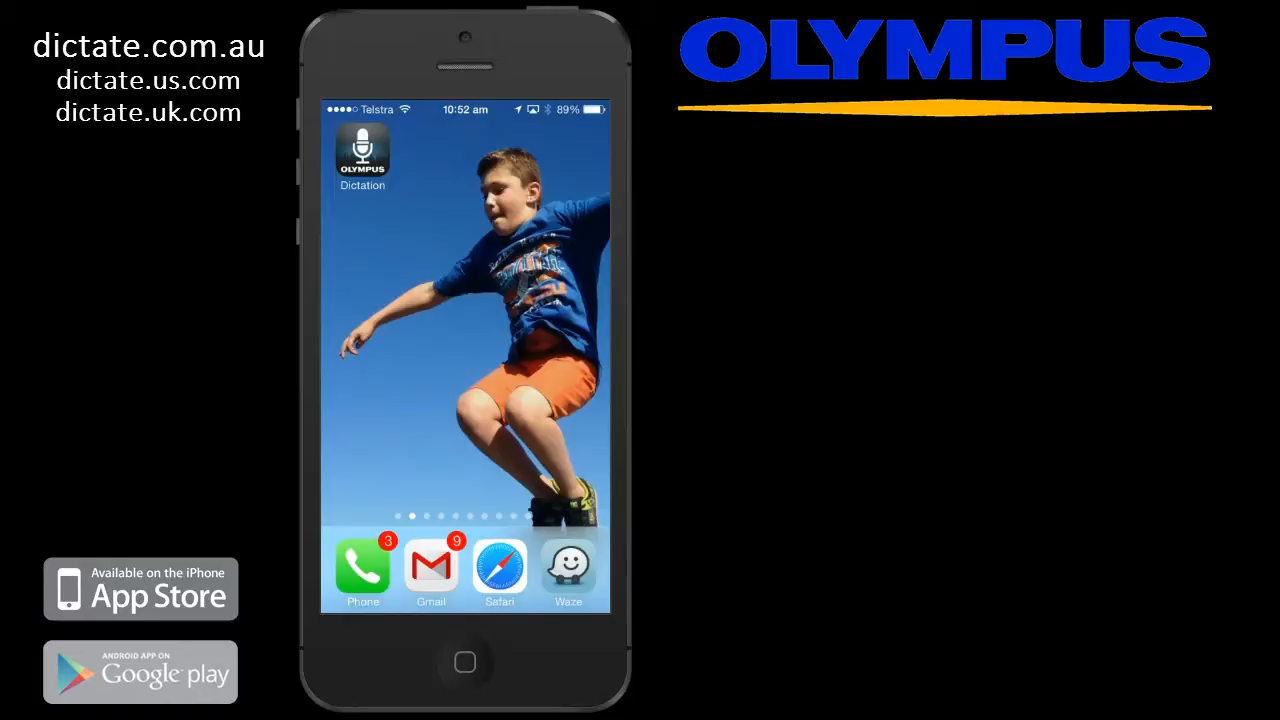 dictate.com.au
dictate.us.com
dictate.uk.com
OLYMPUS
Telstra 10:52 am 89%
OLYMPUS
Dictation
3 9
Phone Gmail Safari Waze
Available on the iPhone
App Store
ANDROID APP ON
Google play